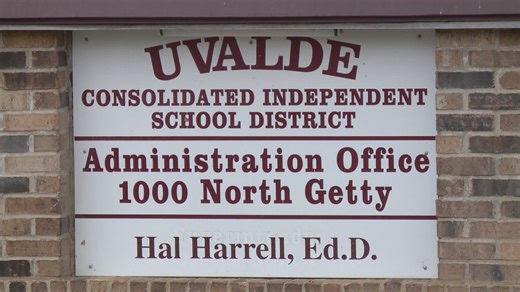 UVALDE
CONSOLIDATED INDEPENDENT
SCHOOL DISTRICT
Administration Office
1000 North Getty
Hal Harrell, Ed.D.